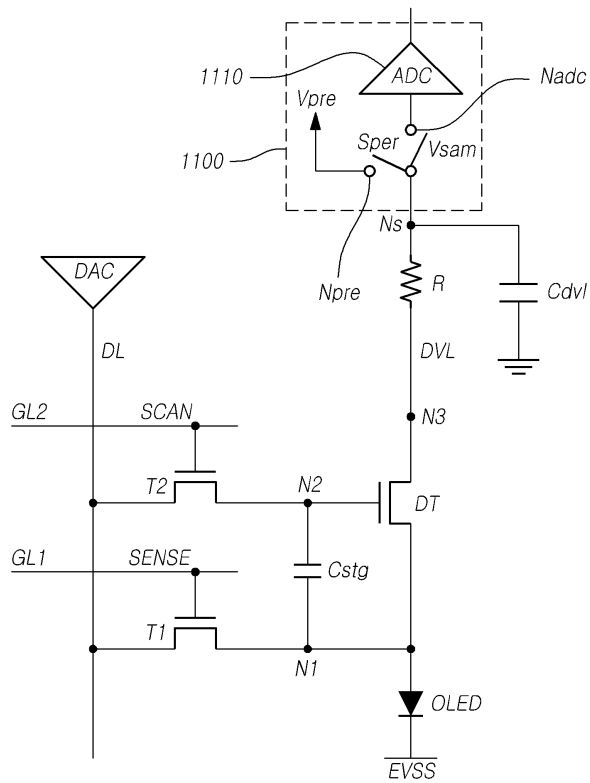 1110
ADC
Nadc
Vpre
Sper
Vsam
1100
Ns
DAC
Npre
R
Cdvl
DL
DVL
GL2
SCAN
N3
T2
N2
DT
GL1
SENSE
Cstg
T1
N1
OLED
EVSS